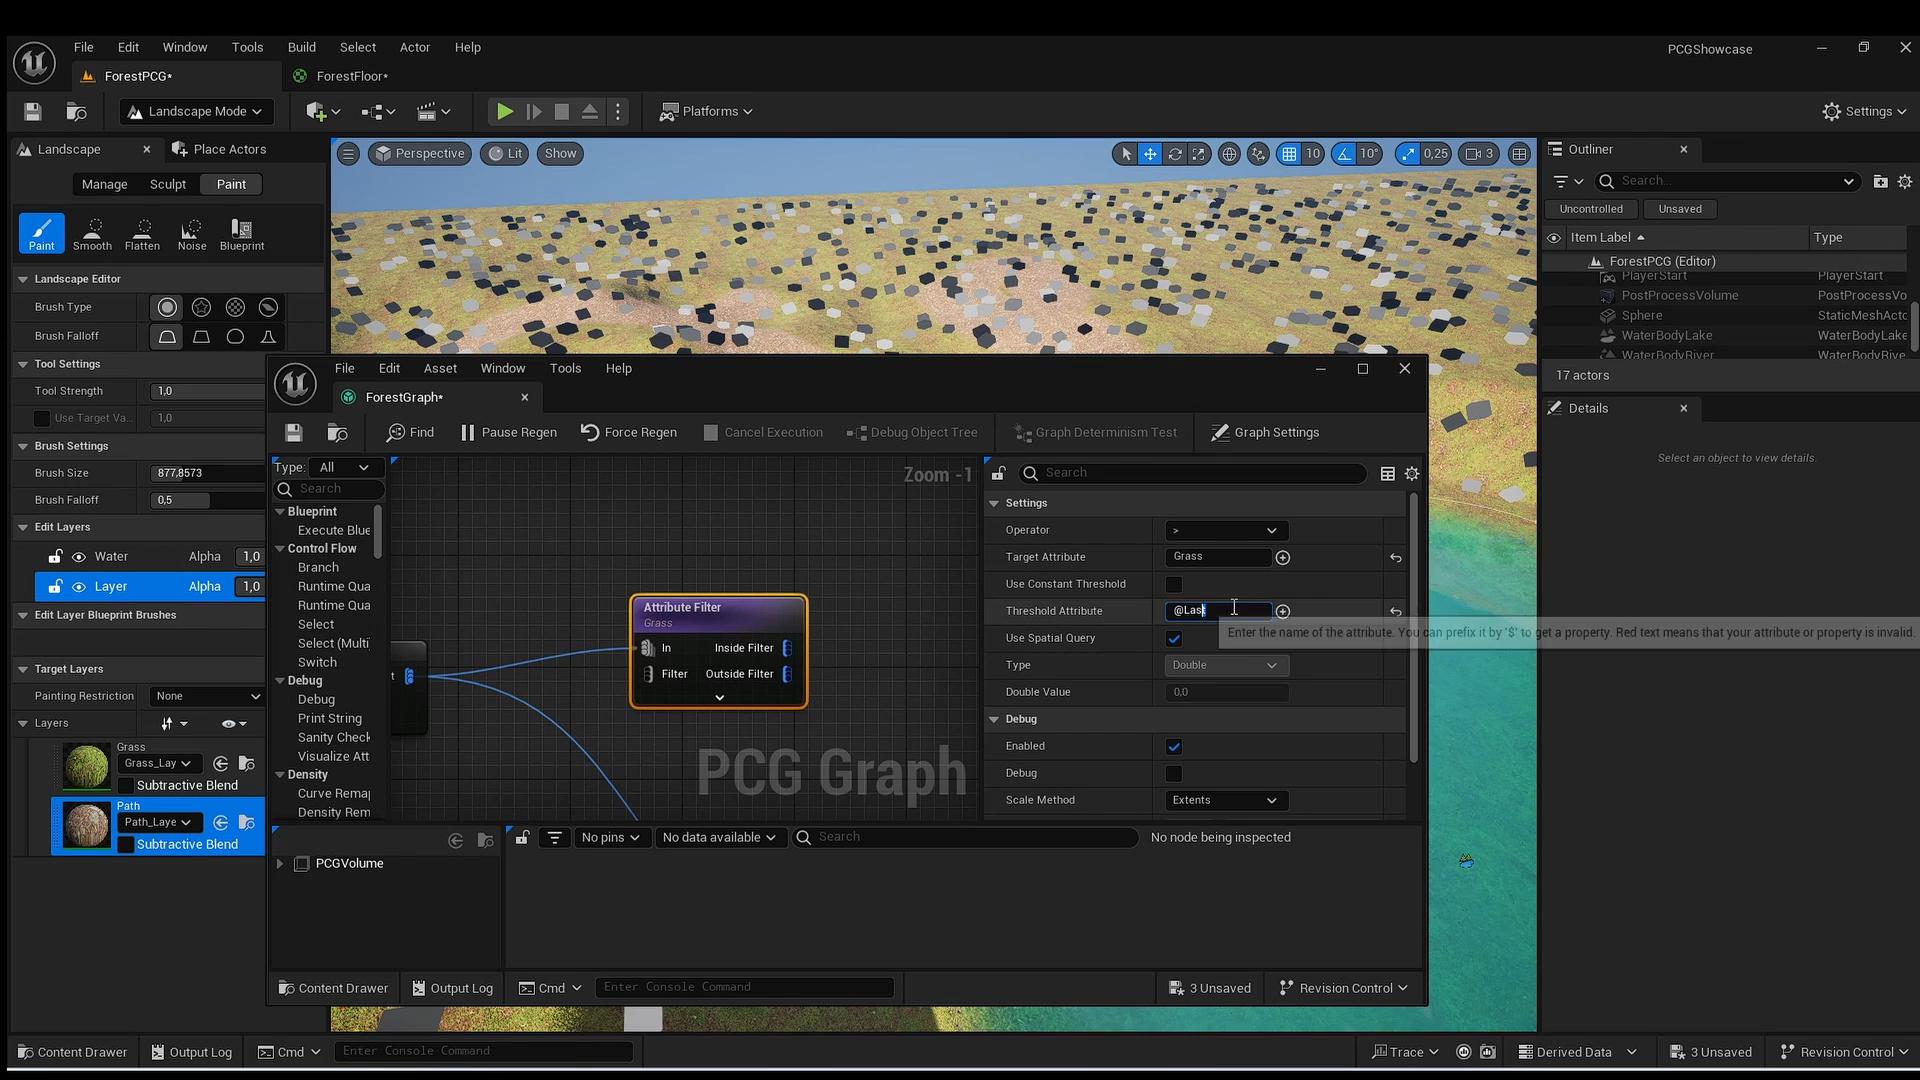 File Edit Window Tools Build Select Actor Help
PCGShowcase
ForestPCG*
ForestFloor*
Landscape Mode
Platforms
Settings
Landscape
Place Actors
Perspective
Lit
Show
10
10°
0,25
3
Outliner
Manage
Sculpt
Paint
Search...
Uncontrolled
Unsaved
Paint
Smooth
Flatten
Noise
Blueprint
Item Label
Type
ForestPCG (Editor)
PlayerStart
PlayerStart
PostProcessVolume
PostProcessVo
Sphere
StaticMeshActo
WaterBodyLake
WaterBodyLake
WaterBodyRiver
WaterBodyRive
17 actors
Details
Select an object to view details.
Landscape Editor
Brush Type
Brush Falloff
Tool Settings
Tool Strength
1,0
Use Target Va...
1,0
Brush Settings
Brush Size
877,8573
Brush Falloff
0,5
Edit Layers
Water
Alpha
1,0
Layer
Alpha
1,0
Edit Layer Blueprint Brushes
Target Layers
Painting Restriction
None
Layers
Grass
Grass_Lay
Subtractive Blend
Path
Path_Laye
Subtractive Blend
File Edit Asset Window Tools Help
ForestGraph*
Find
Pause Regen
Force Regen
Cancel Execution
Debug Object Tree
Graph Determinism Test
Graph Settings
Type:
All
Search
Blueprint
Execute Blue
Control Flow
Branch
Runtime Qua
Runtime Qua
Select
Select (Multi
Switch
Debug
Debug
Print String
Sanity Check
Visualize Att
Density
Curve Remap
Density Rem
Zoom -1
Attribute Filter
Grass
In
Inside Filter
Filter
Outside Filter
t
PCG Graph
Search
Settings
Operator
>
Target Attribute
Grass
Use Constant Threshold
Threshold Attribute
@Last
Enter the name of the attribute. You can prefix it by '$' to get a property. Red text means that your attribute or property is invalid.
Use Spatial Query
Type
Double
Double Value
0,0
Debug
Enabled
Debug
Scale Method
Extents
PCGVolume
No pins
No data available
Search
No node being inspected
Content Drawer
Output Log
Cmd
Enter Console Command
3 Unsaved
Revision Control
Content Drawer
Output Log
Cmd
Enter Console Command
Trace
Derived Data
3 Unsaved
Revision Control